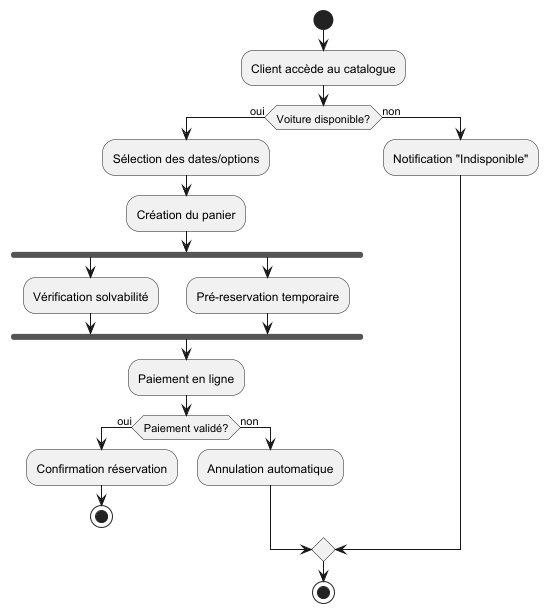 Client accède au catalogue
oui
Voiture disponible?
non
Sélection des dates/options
Notification "Indisponible"
Création du panier
Vérification solvabilité
Pré-reservation temporaire
Paiement en ligne
oui
Paiement validé?
non
Confirmation réservation
Annulation automatique